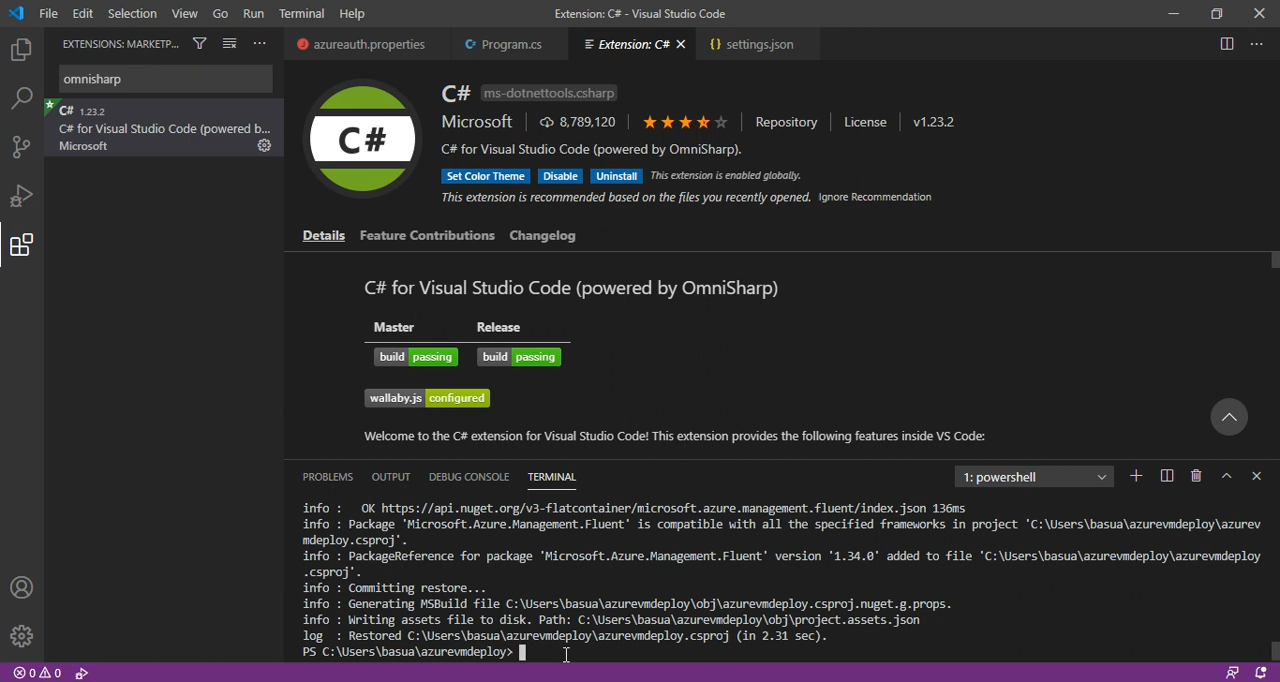 File Edit Selection View Go Run Terminal Help
Extension: C# - Visual Studio Code
EXTENSIONS: MARKETP...
omnisharp
C# 1.23.2
C# for Visual Studio Code (powered b...
Microsoft
azureauth.properties
Program.cs
Extension: C#
{} settings.json
C#
C# ms-dotnettools.csharp
Microsoft 8,789,120 Repository License v1.23.2
C# for Visual Studio Code (powered by OmniSharp).
Set Color Theme Disable Uninstall This extension is enabled globally.
This extension is recommended based on the files you recently opened. Ignore Recommendation
Details Feature Contributions Changelog
C# for Visual Studio Code (powered by OmniSharp)
Master Release
build passing build passing
wallaby.js configured
Welcome to the C# extension for Visual Studio Code! This extension provides the following features inside VS Code:
PROBLEMS OUTPUT DEBUG CONSOLE TERMINAL 1: powershell
info :   OK https://api.nuget.org/v3-flatcontainer/microsoft.azure.management.fluent/index.json 136ms
info : Package 'Microsoft.Azure.Management.Fluent' is compatible with all the specified frameworks in project 'C:\Users\basua\azurevmdeploy\azurev
mdeploy.csproj'.
info : PackageReference for package 'Microsoft.Azure.Management.Fluent' version '1.34.0' added to file 'C:\Users\basua\azurevmdeploy\azurevmdeploy
.csproj'.
info : Committing restore...
info : Generating MSBuild file C:\Users\basua\azurevmdeploy\obj\azurevmdeploy.csproj.nuget.g.props.
info : Writing assets file to disk. Path: C:\Users\basua\azurevmdeploy\obj\project.assets.json
log  : Restored C:\Users\basua\azurevmdeploy\azurevmdeploy.csproj (in 2.31 sec).
PS C:\Users\basua\azurevmdeploy>
0 0